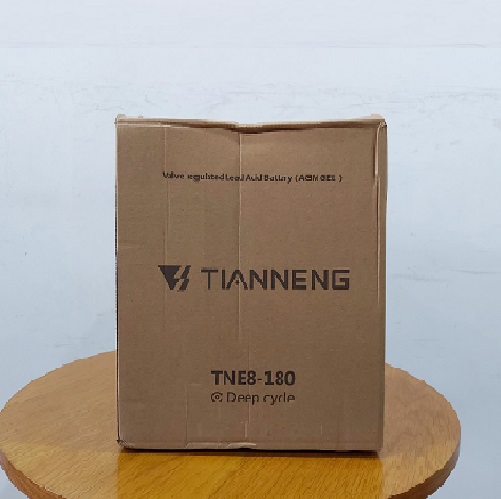 Valve regulated Lead Acid Battery ( AGM GEL )
TIANNENG
TNE8-180
Deep cycle